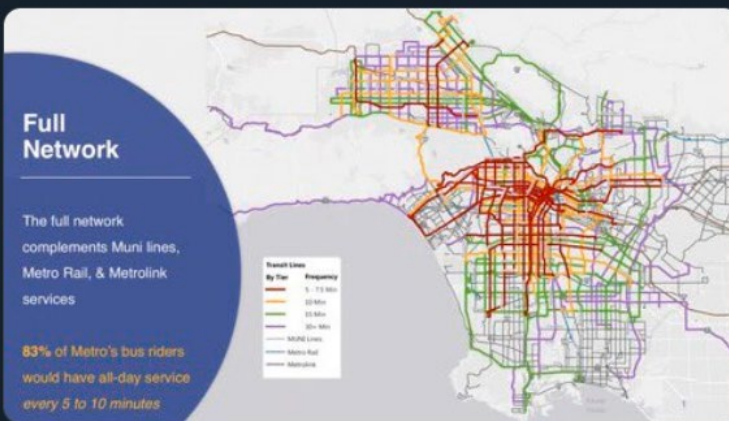 Full
Network
The full network
complements Muni lines,
Metro Rail, & Metrolink
services
83% of Metro's bus riders
would have all-day service
every 5 to 10 minutes
Transit Lines
By Tier Frequency
5 - 7.5 Min
10 Min
15 Min
30+ Min
MUNI Lines
Metro Rail
Metrolink